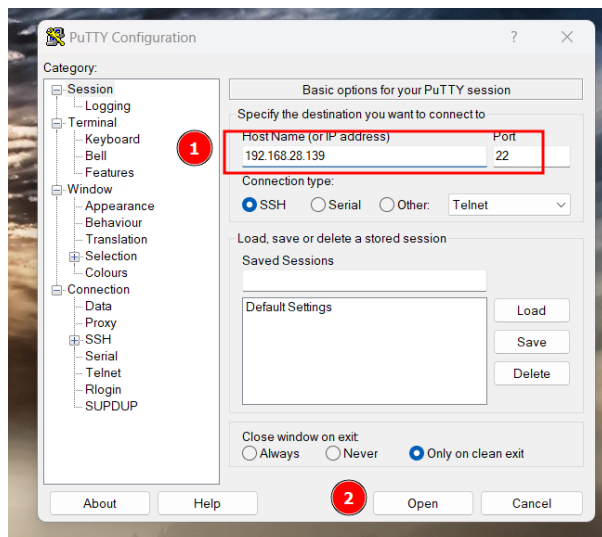 PuTTY Configuration
?
Category:
Session
Logging
Terminal
Keyboard
Bell
Features
Window
Appearance
Behaviour
Translation
Selection
Colours
Connection
Data
Proxy
SSH
Serial
Telnet
Rlogin
SUPDUP
Basic options for your PuTTY session
Specify the destination you want to connect to
Host Name (or IP address) Port
1
192.168.28.139 22
Connection type:
SSH Serial Other: Telnet
Load, save or delete a stored session
Saved Sessions
Default Settings
Load
Save
Delete
Close window on exit:
Always Never Only on clean exit
About Help 2 Open Cancel